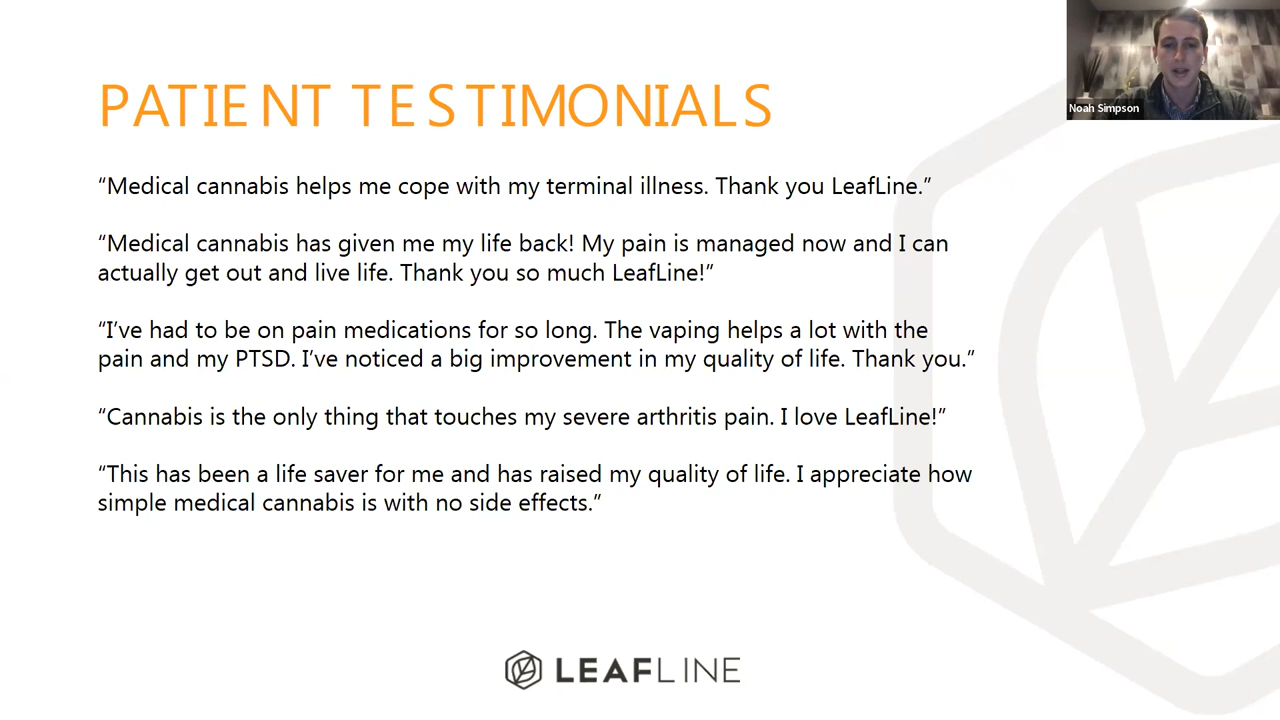 PATIENT TESTIMONIALS
Noah Simpson
“Medical cannabis helps me cope with my terminal illness. Thank you LeafLine.”
“Medical cannabis has given me my life back! My pain is managed now and I can
actually get out and live life. Thank you so much LeafLine!”
“I’ve had to be on pain medications for so long. The vaping helps a lot with the
pain and my PTSD. I’ve noticed a big improvement in my quality of life. Thank you.”
“Cannabis is the only thing that touches my severe arthritis pain. I love LeafLine!”
“This has been a life saver for me and has raised my quality of life. I appreciate how
simple medical cannabis is with no side effects.”
LEAFLINE